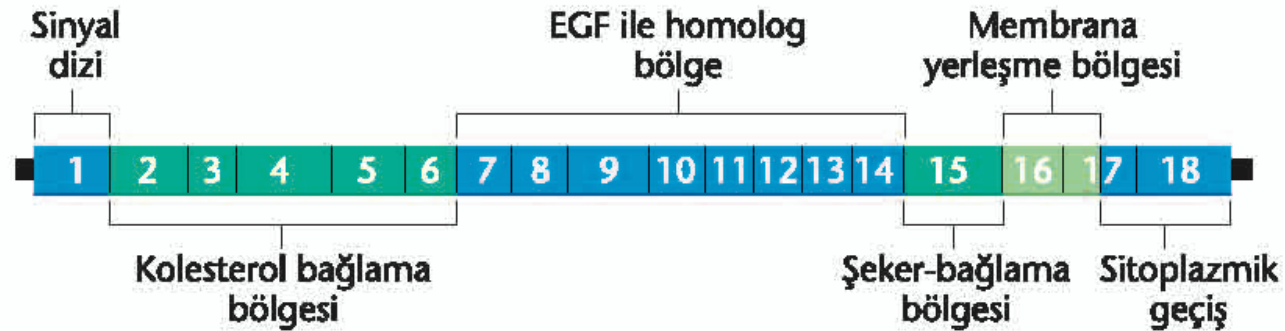 Sinyal
dizi
EGF ile homolog
bölge
Membrana
yerleşme bölgesi
1 2 3 4 5 6 7 8 9 10 11 12 13 14 15 16 17 18
Kolesterol bağlama
bölgesi
Şeker-bağlama
bölgesi
Sitoplazmik
geçiş